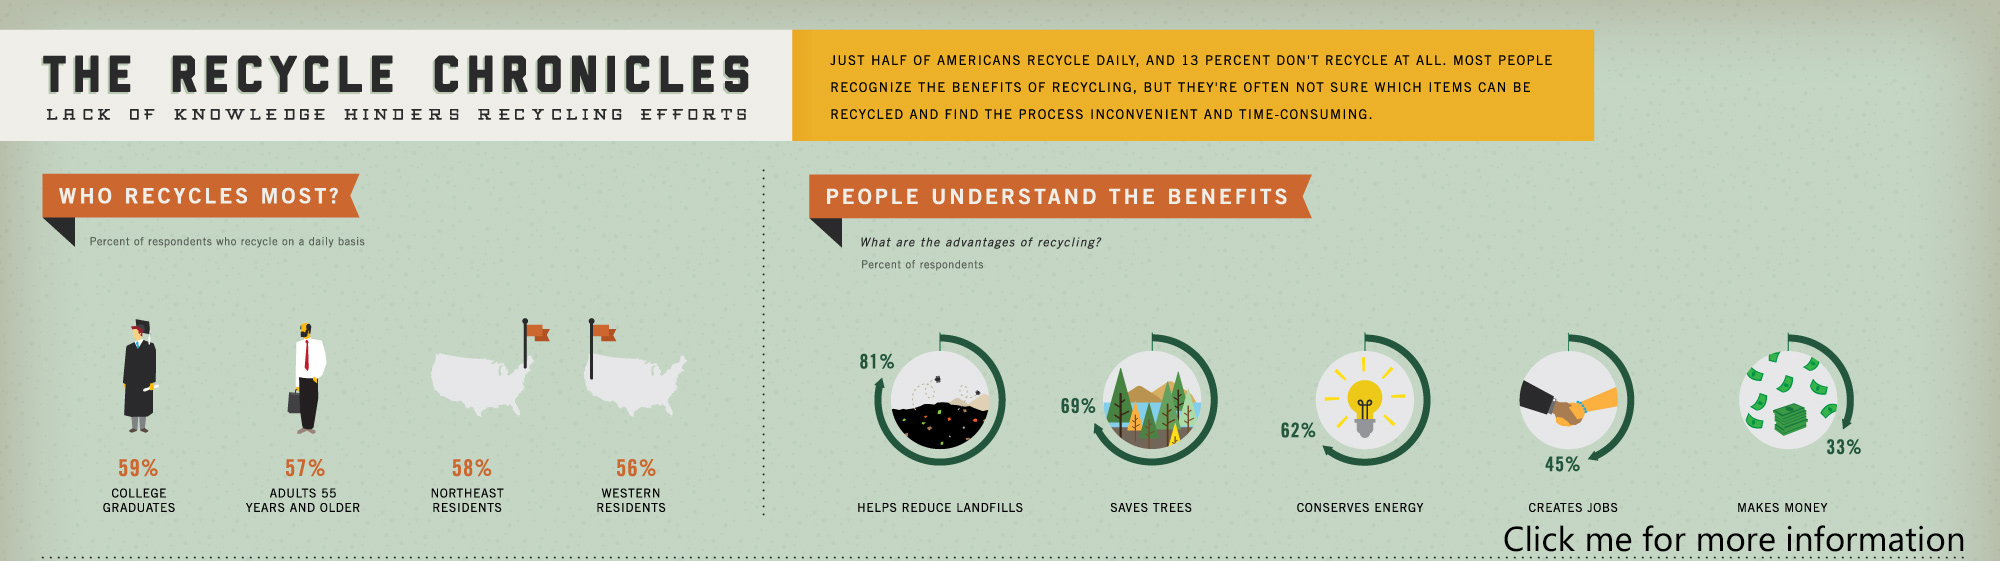 THE RECYCLE CHRONICLES
LACK OF KNOWLEDGE HINDERS RECYCLING EFFORTS
JUST HALF OF AMERICANS RECYCLE DAILY, AND 13 PERCENT DON'T RECYCLE AT ALL. MOST PEOPLE
RECOGNIZE THE BENEFITS OF RECYCLING, BUT THEY'RE OFTEN NOT SURE WHICH ITEMS CAN BE
RECYCLED AND FIND THE PROCESS INCONVENIENT AND TIME-CONSUMING.
WHO RECYCLES MOST?
Percent of respondents who recycle on a daily basis
59%
COLLEGE
GRADUATES
57%
ADULTS 55
YEARS AND OLDER
58%
NORTHEAST
RESIDENTS
56%
WESTERN
RESIDENTS
PEOPLE UNDERSTAND THE BENEFITS
What are the advantages of recycling?
Percent of respondents
81%
HELPS REDUCE LANDFILLS
69%
SAVES TREES
62%
CONSERVES ENERGY
45%
CREATES JOBS
33%
MAKES MONEY
Click me for more information